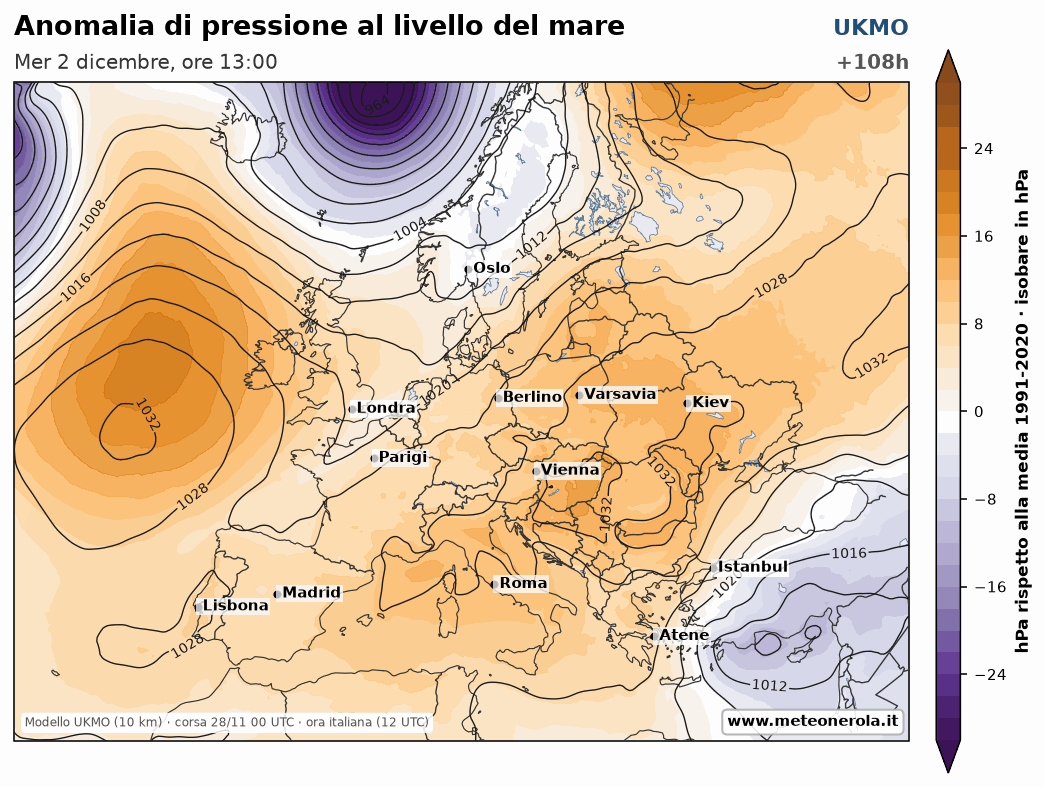 Anomalia di pressione al livello del mare
UKMO
Mer 2 dicembre, ore 13:00
+108h
964
1008
1004
1016
1012
Oslo
1028
1032
1020
1032
Londra
Berlino
Varsavia
Kiev
Parigi
Vienna
1032
1028
1032
1016
Istanbul
1020
Roma
Madrid
Lisbona
Atene
1028
1012
Modello UKMO (10 km) · corsa 28/11 00 UTC · ora italiana (12 UTC)
www.meteonerola.it
24
16
8
0
−8
−16
−24
hPa rispetto alla media 1991-2020 · isobare in hPa